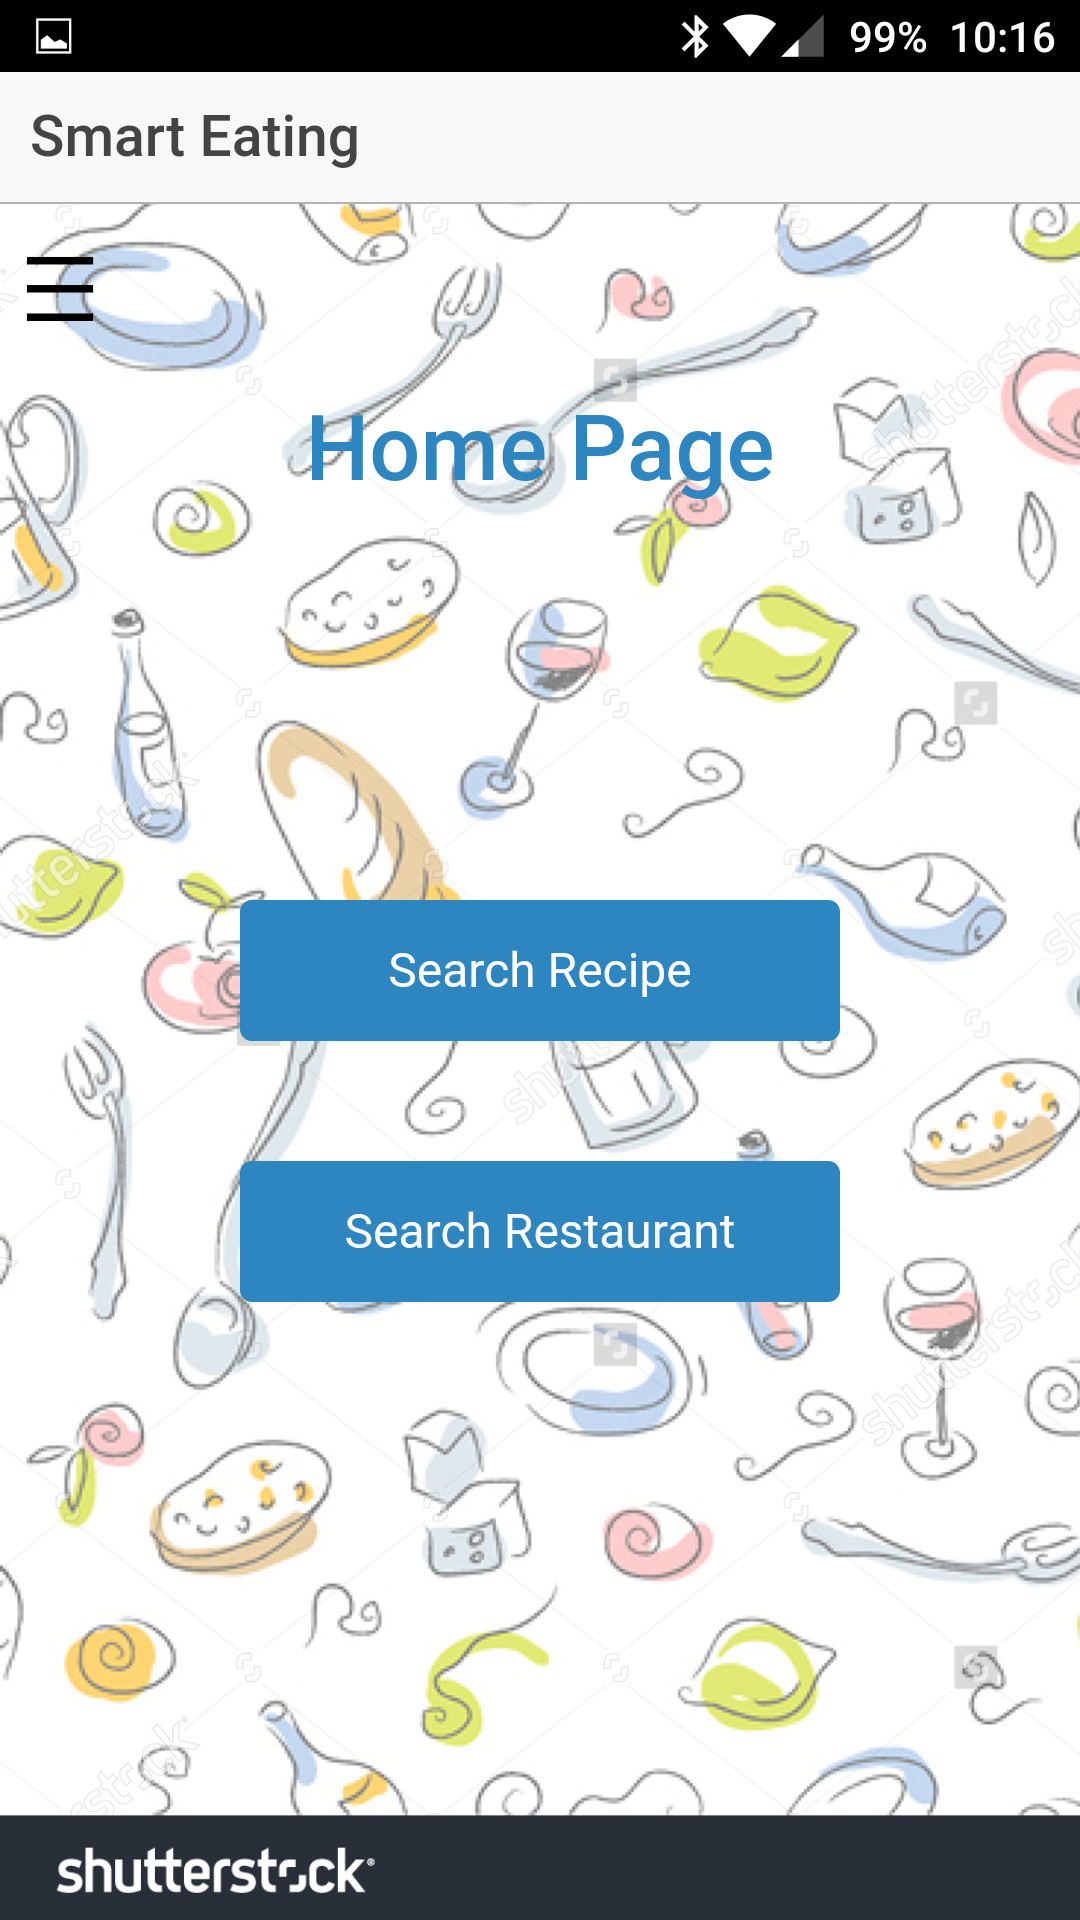 99% 10:16
Smart Eating
Home Page
Search Recipe
Search Restaurant
shutterstock